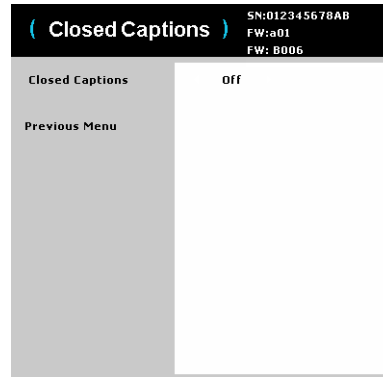 ( Closed Captions )
SN:012345678AB
FW:a01
FW: B006
Closed Captions Off
Previous Menu